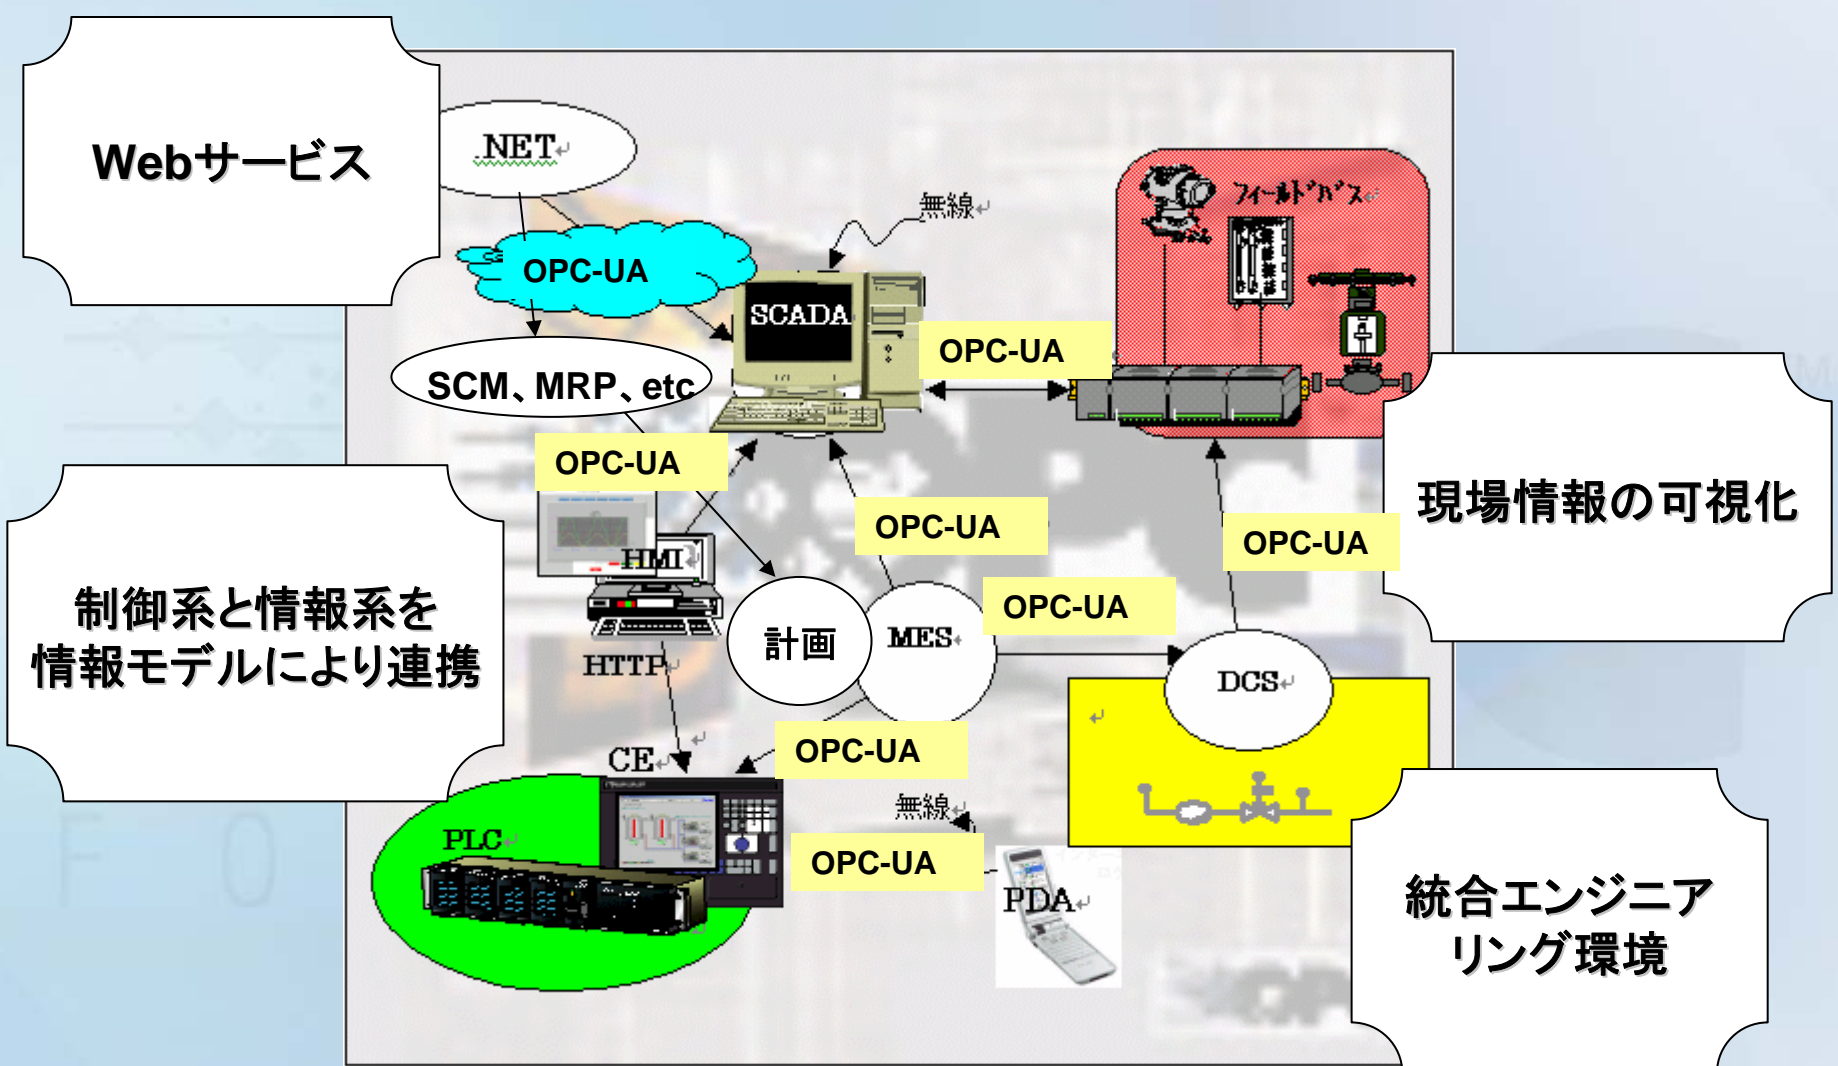 Webサービス
.NET
無線
フィールドバス
OPC-UA
SCADA
OPC-UA
SCM、MRP、etc
OPC-UA
現場情報の可視化
OPC-UA
OPC-UA
HMI
制御系と情報系を
情報モデルにより連携
計画
MES
OPC-UA
HTTP
DCS
OPC-UA
CE
無線
PLC
OPC-UA
PDA
統合エンジニア
リング環境